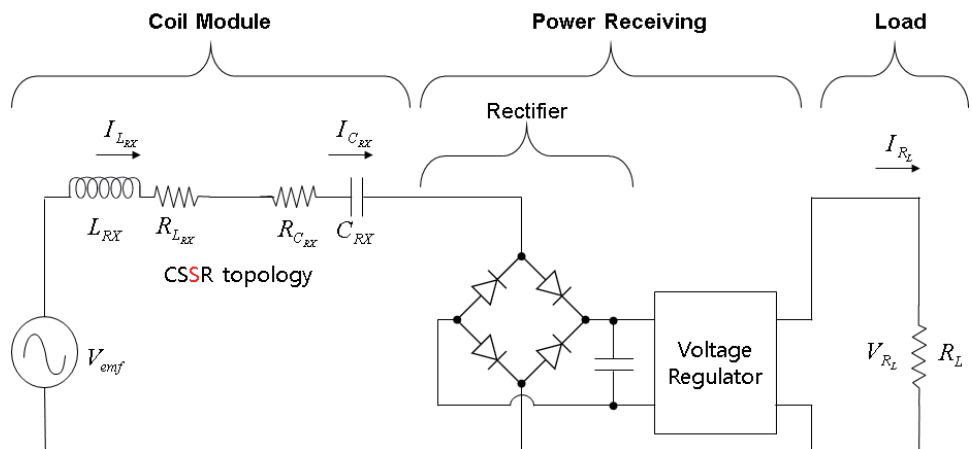 Coil Module
Power Receiving
Load
Rectifier
I_{L_{RX}}
I_{C_{RX}}
I_{R_L}
L_{RX}
R_{L_{RX}}
R_{C_{RX}}
C_{RX}
CSSR topology
V_{emf}
Voltage
Regulator
V_{R_L}
R_L